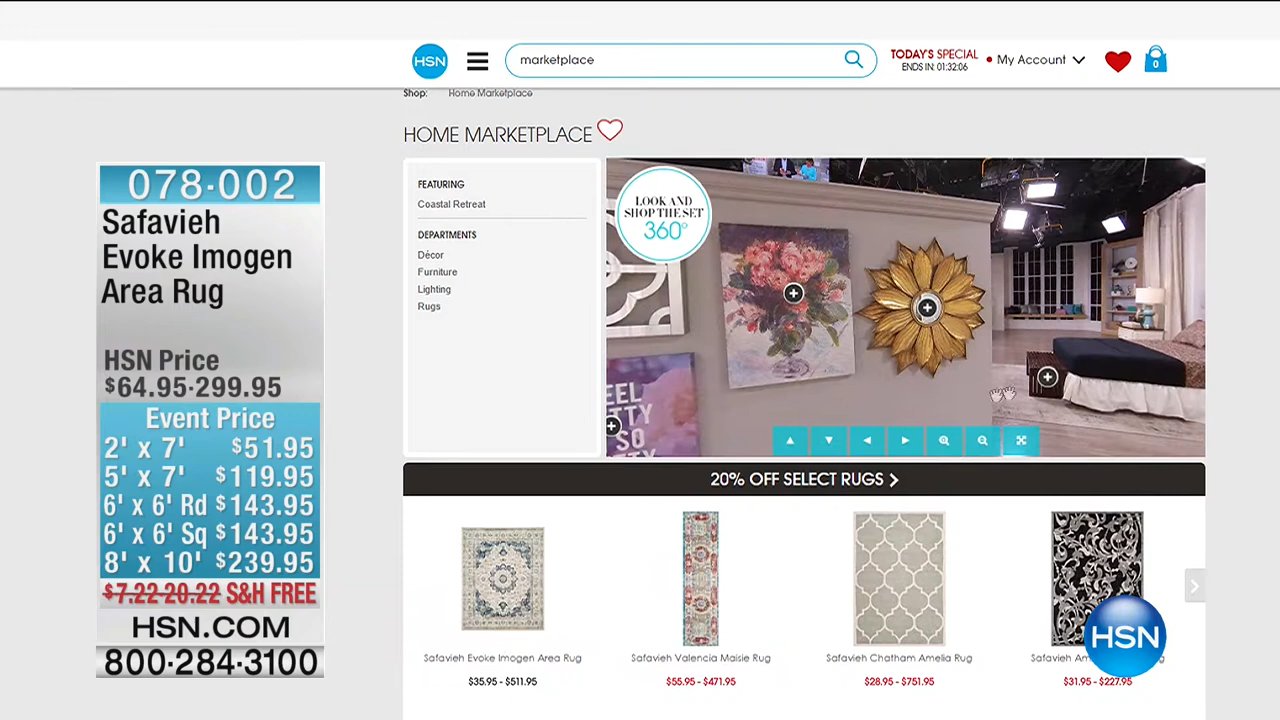 HSN
marketplace
TODAY'S SPECIAL
ENDS IN: 01:32:06
My Account
0
Shop: Home Marketplace
HOME MARKETPLACE
FEATURING
Coastal Retreat
DEPARTMENTS
Décor
Furniture
Lighting
Rugs
LOOK AND
SHOP THE SET
360°
20% OFF SELECT RUGS
Safavieh Evoke Imogen Area Rug
$35.95 - $511.95
Safavieh Valencia Maisie Rug
$55.95 - $471.95
Safavieh Chatham Amelia Rug
$28.95 - $751.95
Safavieh
$31.95 - $227.95
HSN
078·002
Safavieh
Evoke Imogen
Area Rug
HSN Price
$64.95-299.95
Event Price
2' x 7' $51.95
5' x 7' $119.95
6' x 6' Rd $143.95
6' x 6' Sq $143.95
8' x 10' $239.95
$7.22-20.22 S&H FREE
HSN.COM
800·284·3100